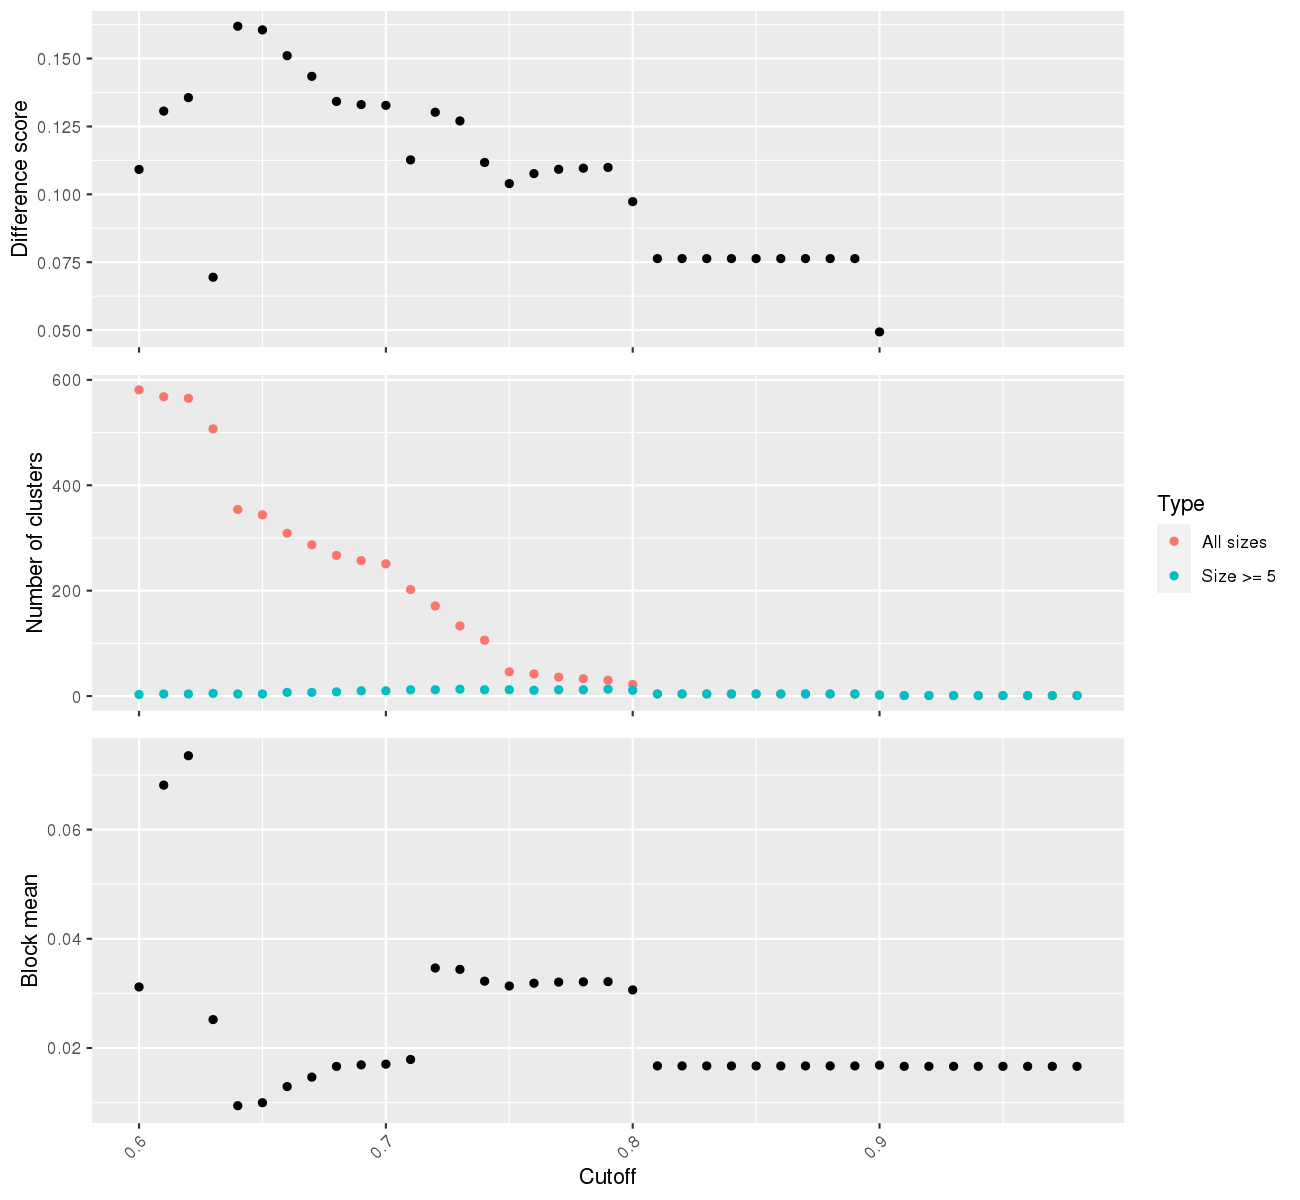 Difference score
0.150
0.125
0.100
0.075
0.050
Number of clusters
600
400
200
0
Type
All sizes
Size >= 5
Block mean
0.06
0.04
0.02
0.6
0.7
0.8
0.9
Cutoff